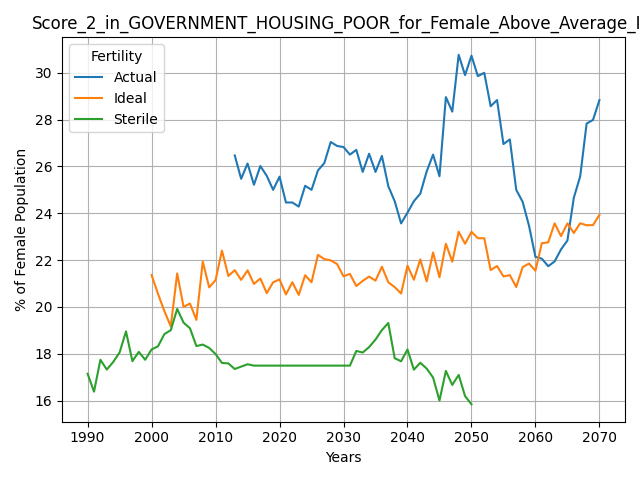 Score_2_in_GOVERNMENT_HOUSING_POOR_for_Female_Above_Average_
Fertility
Actual
Ideal
Sterile
% of Female Population
30
28
26
24
22
20
18
16
1990 2000 2010 2020 2030 2040 2050 2060 2070
Years